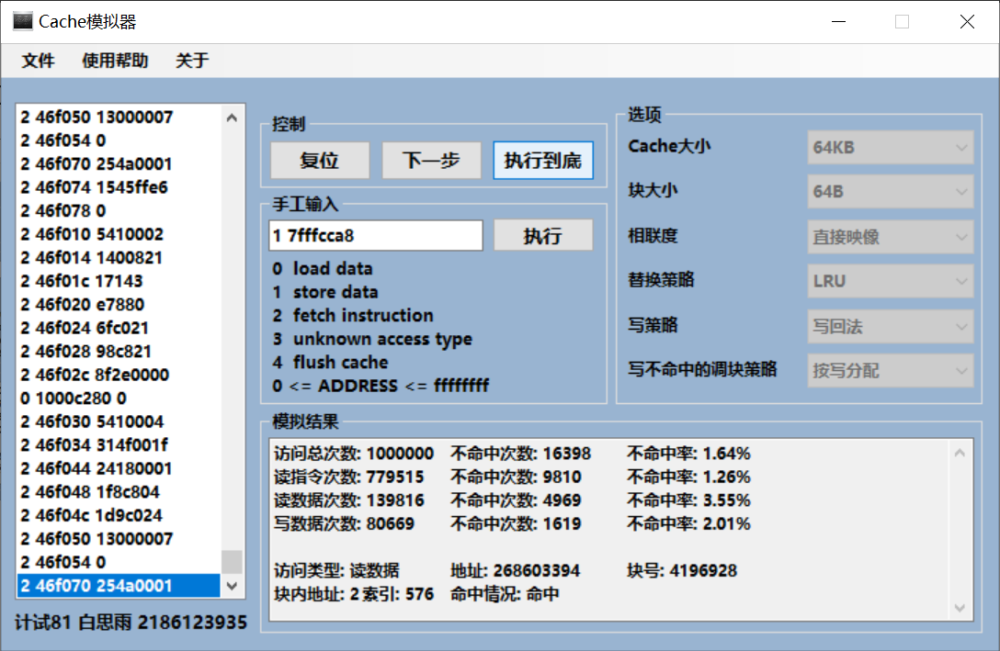 Cache模拟器
文件 使用帮助 关于
2 46f050 13000007
2 46f054 0
2 46f070 254a0001
2 46f074 1545ffe6
2 46f078 0
2 46f010 5410002
2 46f014 1400821
2 46f01c 17143
2 46f020 e7880
2 46f024 6fc021
2 46f028 98c821
2 46f02c 8f2e0000
0 1000c280 0
2 46f030 5410004
2 46f034 314f001f
2 46f044 24180001
2 46f048 1f8c804
2 46f04c 1d9c024
2 46f050 13000007
2 46f054 0
2 46f070 254a0001
计试81 白思雨 2186123935
控制
复位 下一步 执行到底
手工输入
1 7fffcca8 执行
0 load data
1 store data
2 fetch instruction
3 unknown access type
4 flush cache
0 <= ADDRESS <= ffffffff
选项
Cache大小 64KB
块大小 64B
相联度 直接映像
替换策略 LRU
写策略 写回法
写不命中的调块策略 按写分配
模拟结果
访问总次数: 1000000 不命中次数: 16398 不命中率: 1.64%
读指令次数: 779515 不命中次数: 9810 不命中率: 1.26%
读数据次数: 139816 不命中次数: 4969 不命中率: 3.55%
写数据次数: 80669 不命中次数: 1619 不命中率: 2.01%
访问类型: 读数据 地址: 268603394 块号: 4196928
块内地址: 2 索引: 576 命中情况: 命中